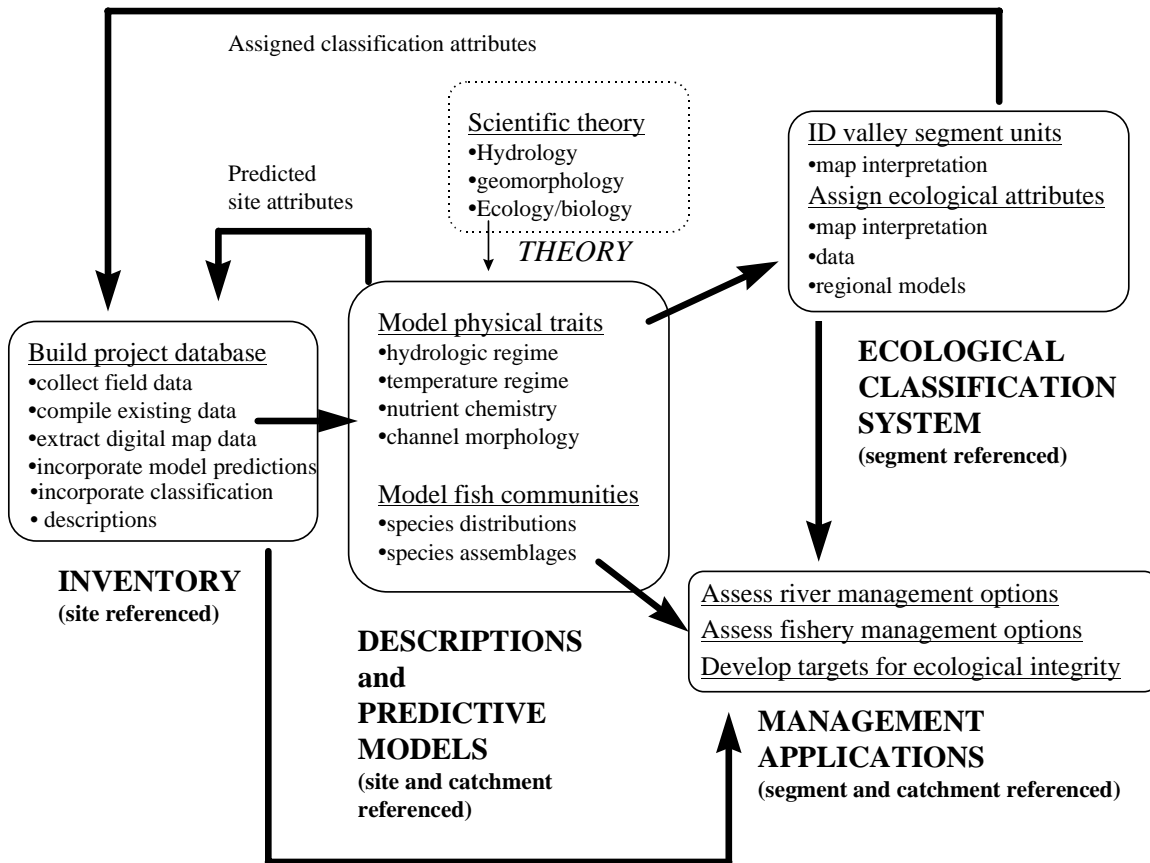 Assigned classification attributes
Scientific theory
•Hydrology
•geomorphology
•Ecology/biology
THEORY
Predicted
site attributes
ID valley segment units
•map interpretation
Assign ecological attributes
•map interpretation
•data
•regional models
ECOLOGICAL
CLASSIFICATION
SYSTEM
(segment referenced)
Build project database
•collect field data
•compile existing data
•extract digital map data
•incorporate model predictions
•incorporate classification
• descriptions
INVENTORY
(site referenced)
Model physical traits
•hydrologic regime
•temperature regime
•nutrient chemistry
•channel morphology
Model fish communities
•species distributions
•species assemblages
DESCRIPTIONS
and
PREDICTIVE
MODELS
(site and catchment
referenced)
Assess river management options
Assess fishery management options
Develop targets for ecological integrity
MANAGEMENT
APPLICATIONS
(segment and catchment referenced)